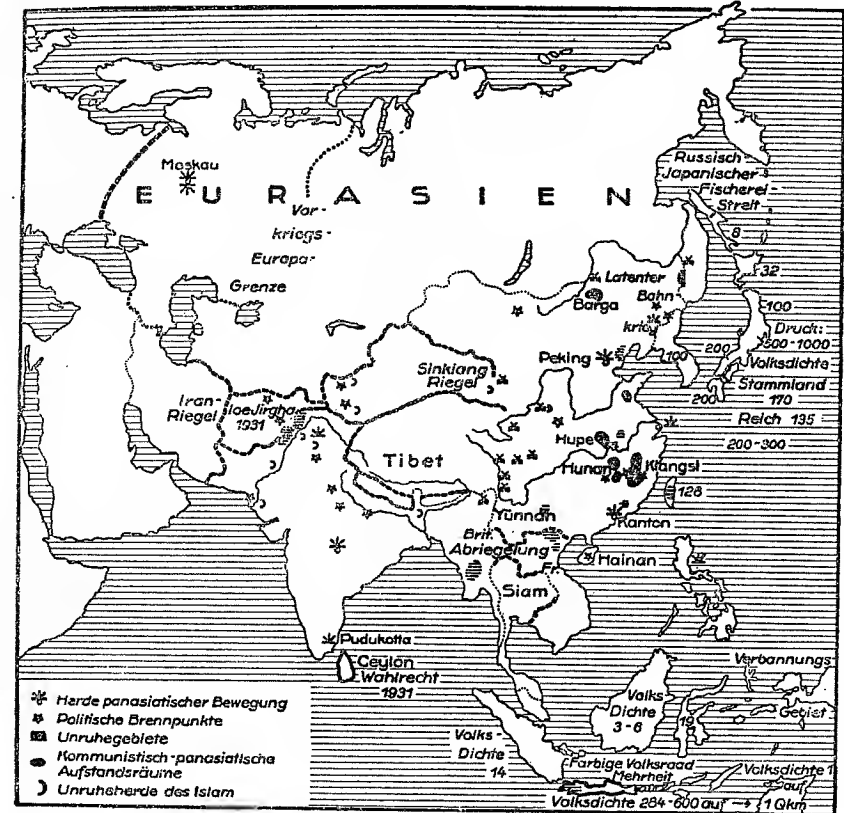 Moskau
EURASIEN
Vor-
kriegs-
Europa-
Grenze
Russisch
Japanischer
Fischerei-
Streit
8
32
100
Druck:
500-1000
Volksdichte
Stammland
170
Reich 135
200-300
Latenter
Bahn
krieg
Barga
Peking
100
200
200
Sinkiang
Riegel
Iran-
Riegel
loeJirgha
1931
Tibet
Hupe
Hunan
Kiangsi
128
Yünnan
Kanton
Brit.
Abriegelung
Fr.
Hainan
Siam
Pudukotta
Ceylon
Wahlrecht
1931
Verbannungs
Gebiet
Volks
Dichte
3-6
19
Volks-
Dichte
14
Farbige Volksraad
Mehrheit
Volksdichte 1
auf
Volksdichte 264-600 auf → 1 Qkm
Herde panasiatischer Bewegung
Politische Brennpunkte
Unruhegebiete
Kommunistisch-panasiatische
Aufstandsräume
Unruheherde des Islam